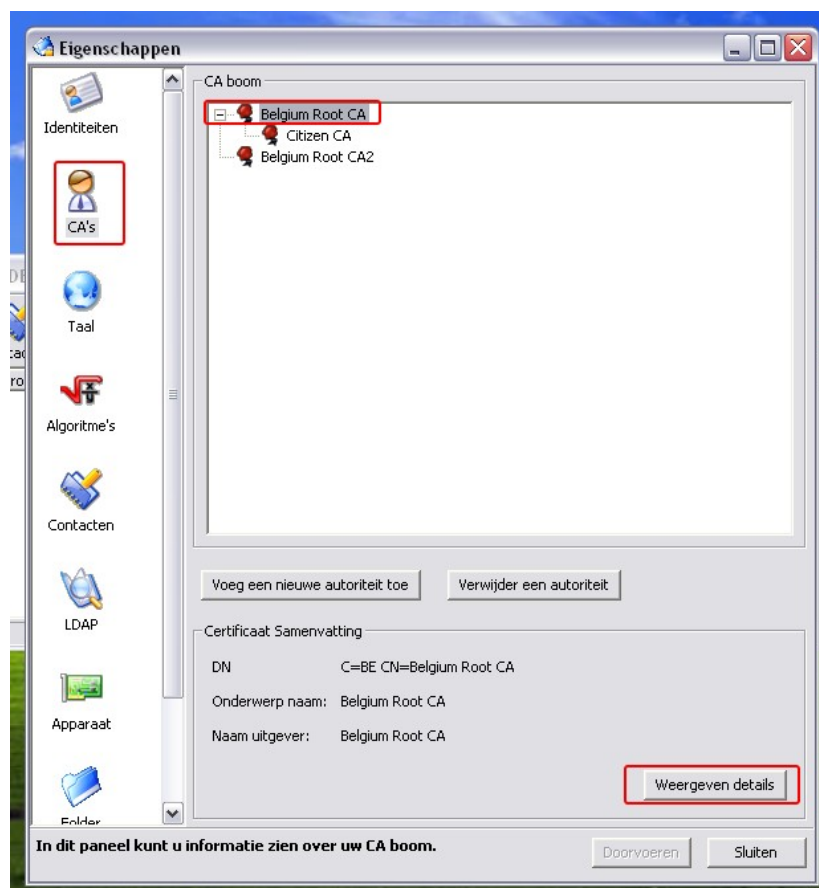 Eigenschappen
Identiteiten
CA's
Taal
Algoritme's
Contacten
LDAP
Apparaat
Folder
CA boom
Belgium Root CA
Citizen CA
Belgium Root CA2
Voeg een nieuwe autoriteit toe
Verwijder een autoriteit
Certificaat Samenvatting
DN C=BE CN=Belgium Root CA
Onderwerp naam: Belgium Root CA
Naam uitgever: Belgium Root CA
Weergeven details
In dit paneel kunt u informatie zien over uw CA boom.
Doorvoeren
Sluiten